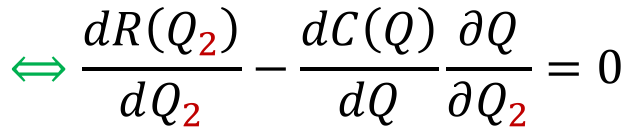 ⟺ dR(Q₂)/dQ₂ − dC(Q)/dQ ∂Q/∂Q₂ = 0